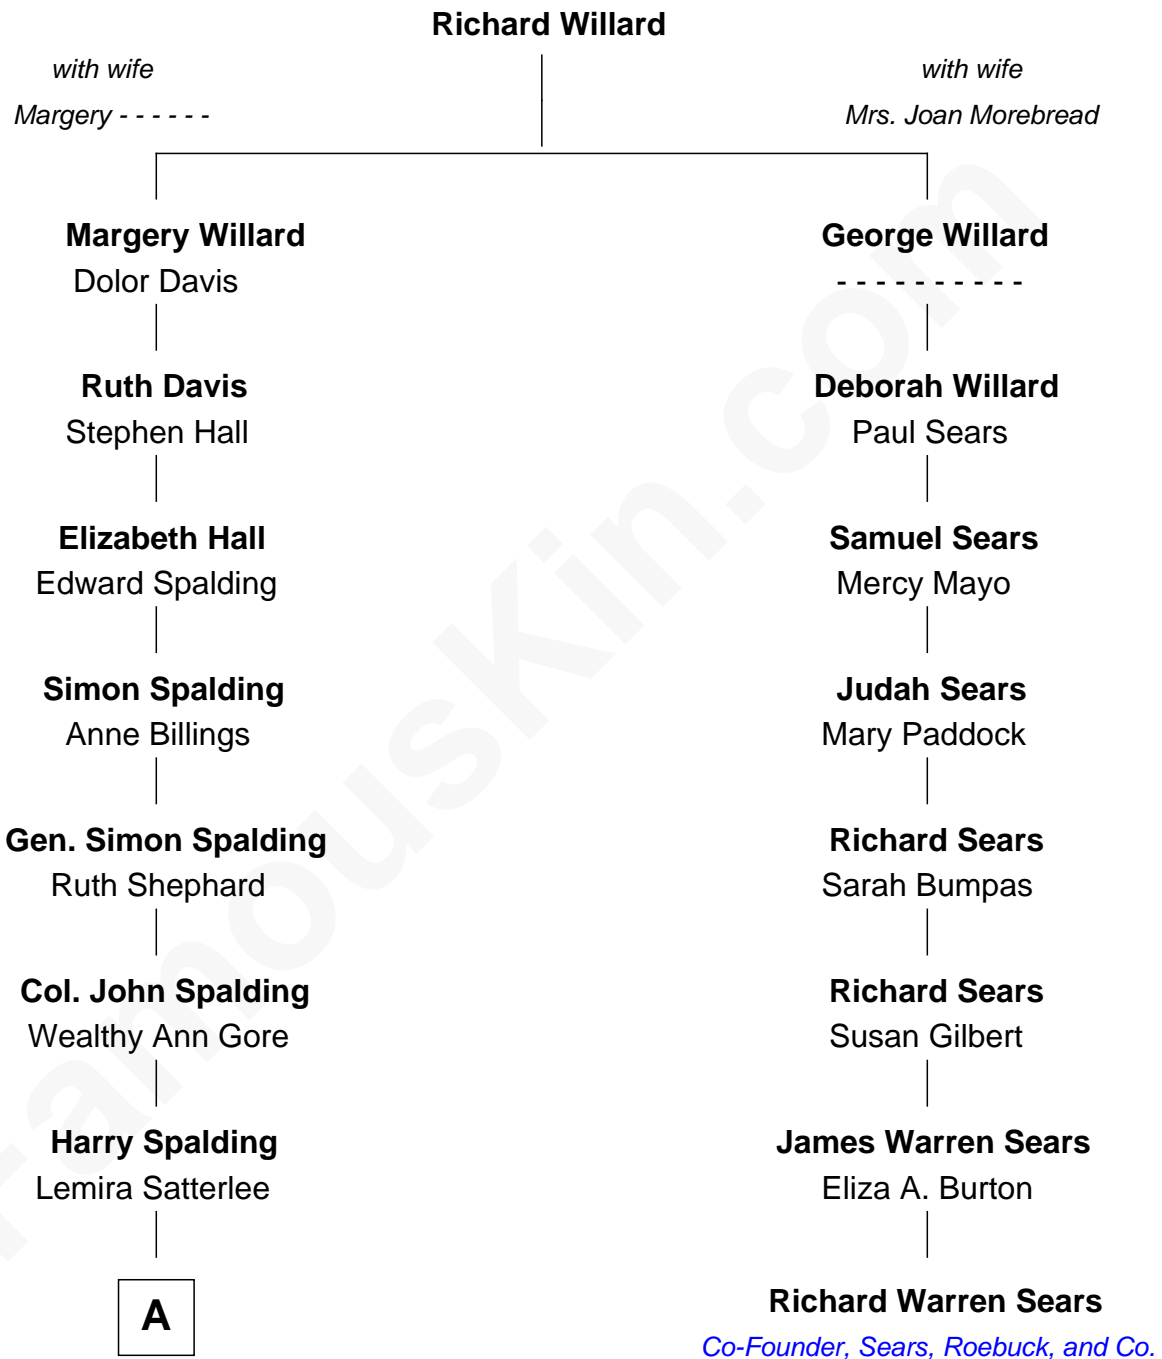 Richard Willard
with wife
with wife
Margery - - - - - -
Mrs. Joan Morebread
Margery Willard
George Willard
Dolor Davis
- - - - - - - - - -
Ruth Davis
Deborah Willard
Stephen Hall
Paul Sears
Elizabeth Hall
Samuel Sears
Edward Spalding
Mercy Mayo
Simon Spalding
Judah Sears
Anne Billings
Mary Paddock
Gen. Simon Spalding
Richard Sears
Ruth Shephard
Sarah Bumpas
Col. John Spalding
Richard Sears
Wealthy Ann Gore
Susan Gilbert
Harry Spalding
James Warren Sears
Lemira Satterlee
Eliza A. Burton
A
Richard Warren Sears
Co-Founder, Sears, Roebuck, and Co.
FamousKin.com